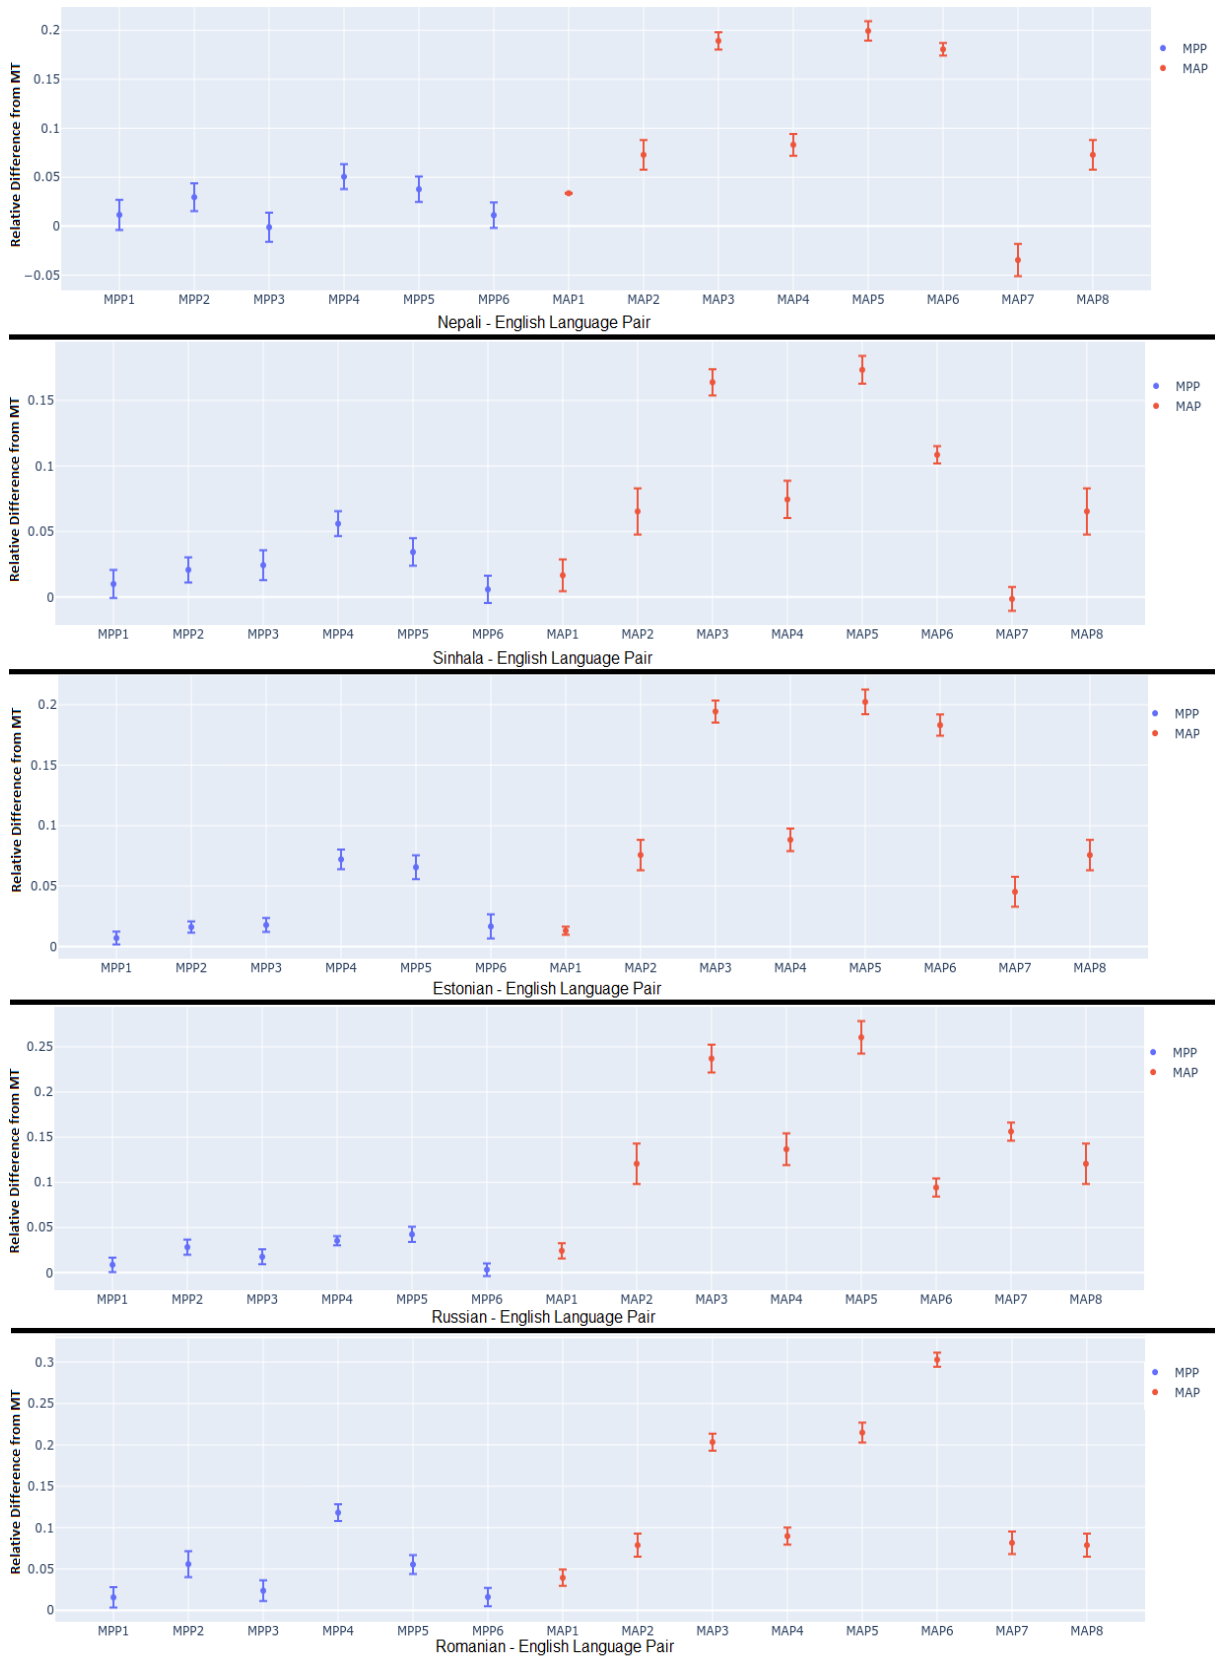 Relative Difference from MT
0.2
0.15
0.1
0.05
0
−0.05
MPP1 MPP2 MPP3 MPP4 MPP5 MPP6 MAP1 MAP2 MAP3 MAP4 MAP5 MAP6 MAP7 MAP8
MPP
MAP
Nepali - English Language Pair
Relative Difference from MT
0.15
0.1
0.05
0
MPP1 MPP2 MPP3 MPP4 MPP5 MPP6 MAP1 MAP2 MAP3 MAP4 MAP5 MAP6 MAP7 MAP8
MPP
MAP
Sinhala - English Language Pair
Relative Difference from MT
0.2
0.15
0.1
0.05
0
MPP1 MPP2 MPP3 MPP4 MPP5 MPP6 MAP1 MAP2 MAP3 MAP4 MAP5 MAP6 MAP7 MAP8
MPP
MAP
Estonian - English Language Pair
Relative Difference from MT
0.25
0.2
0.15
0.1
0.05
0
MPP1 MPP2 MPP3 MPP4 MPP5 MPP6 MAP1 MAP2 MAP3 MAP4 MAP5 MAP6 MAP7 MAP8
MPP
MAP
Russian - English Language Pair
Relative Difference from MT
0.3
0.25
0.2
0.15
0.1
0.05
0
MPP1 MPP2 MPP3 MPP4 MPP5 MPP6 MAP1 MAP2 MAP3 MAP4 MAP5 MAP6 MAP7 MAP8
MPP
MAP
Romanian - English Language Pair